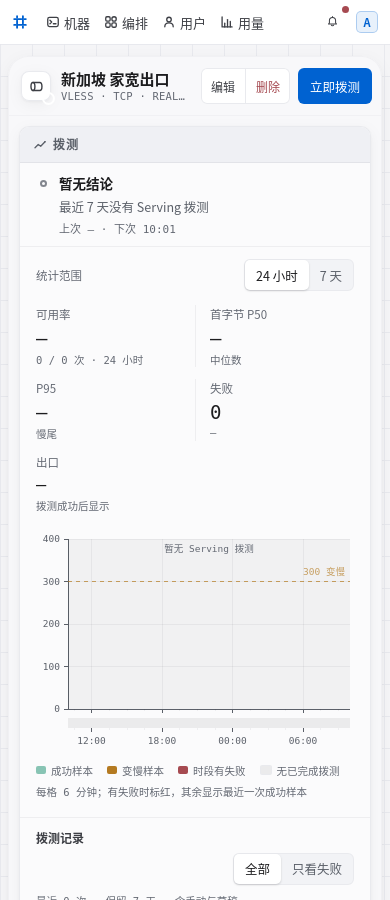 机器 编排 用户 用量 A
新加坡 家宽出口
VLESS · TCP · REAL…
编辑 删除 立即拨测
拨测
暂无结论
最近 7 天没有 Serving 拨测
上次 — · 下次 10:01
统计范围 24 小时 7 天
可用率 首字节 P50
— —
0 / 0 次 · 24 小时 中位数
P95 失败
— 0
慢尾 —
出口
—
拨测成功后显示
400 暂无 Serving 拨测
300 变慢
300
200
100
0
12:00 18:00 00:00 06:00
成功样本 变慢样本 时段有失败 无已完成拨测
每格 6 分钟；有失败时标红，其余显示最近一次成功样本
拨测记录
全部 只看失败